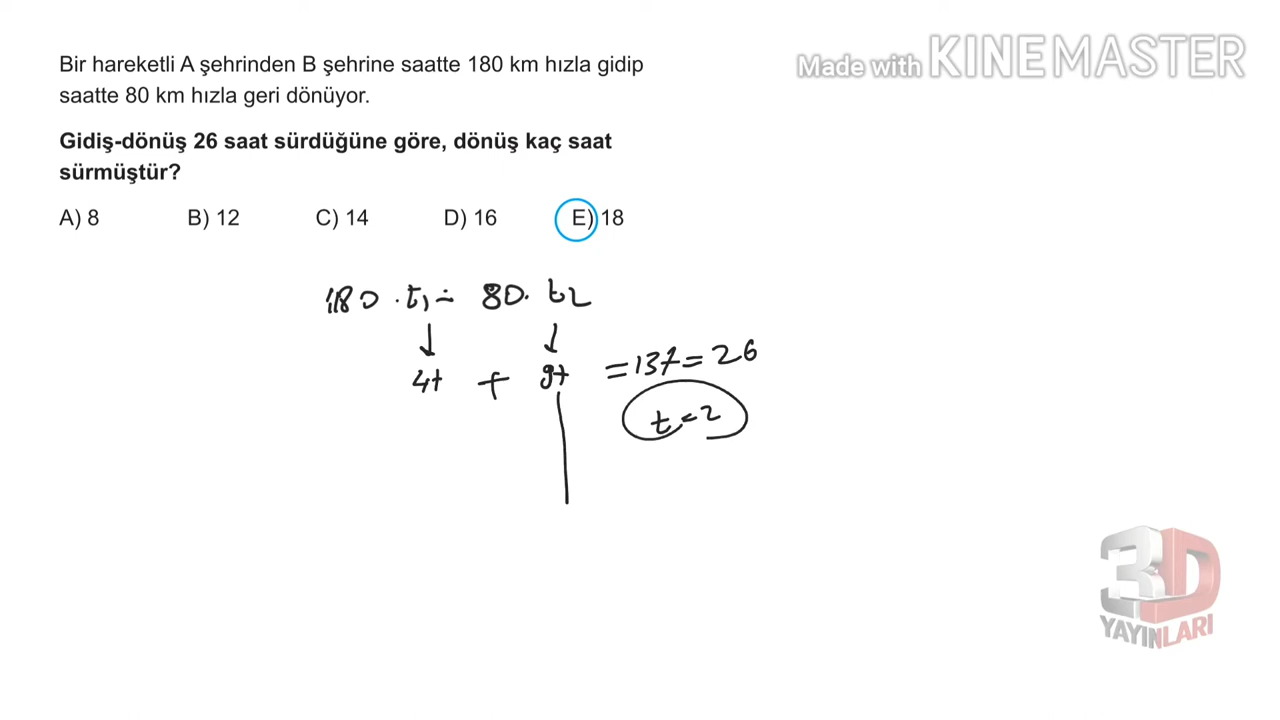 Bir hareketli A şehrinden B şehrine saatte 180 km hızla gidip
Made with KINEMASTER
saatte 80 km hızla geri dönüyor.
Gidiş-dönüş 26 saat sürdüğüne göre, dönüş kaç saat
sürmüştür?
A) 8 B) 12 C) 14 D) 16 E) 18
180 . t1 = 80. t2
4t + 9t = 13t = 26
t = 2
3D
YAYINLARI